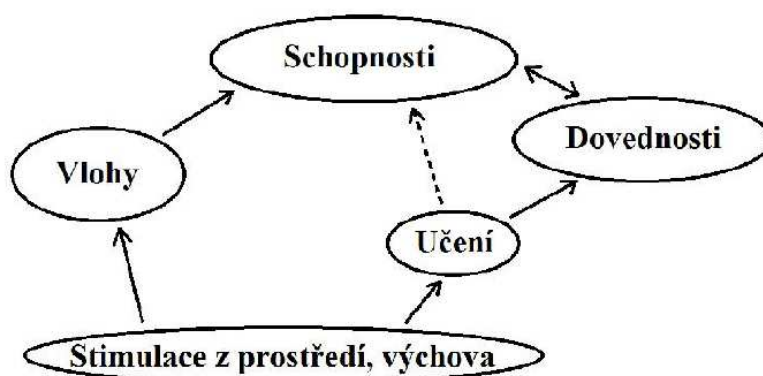 Schopnosti
Dovednosti
Vlohy
Učení
Stimulace z prostředí, výchova